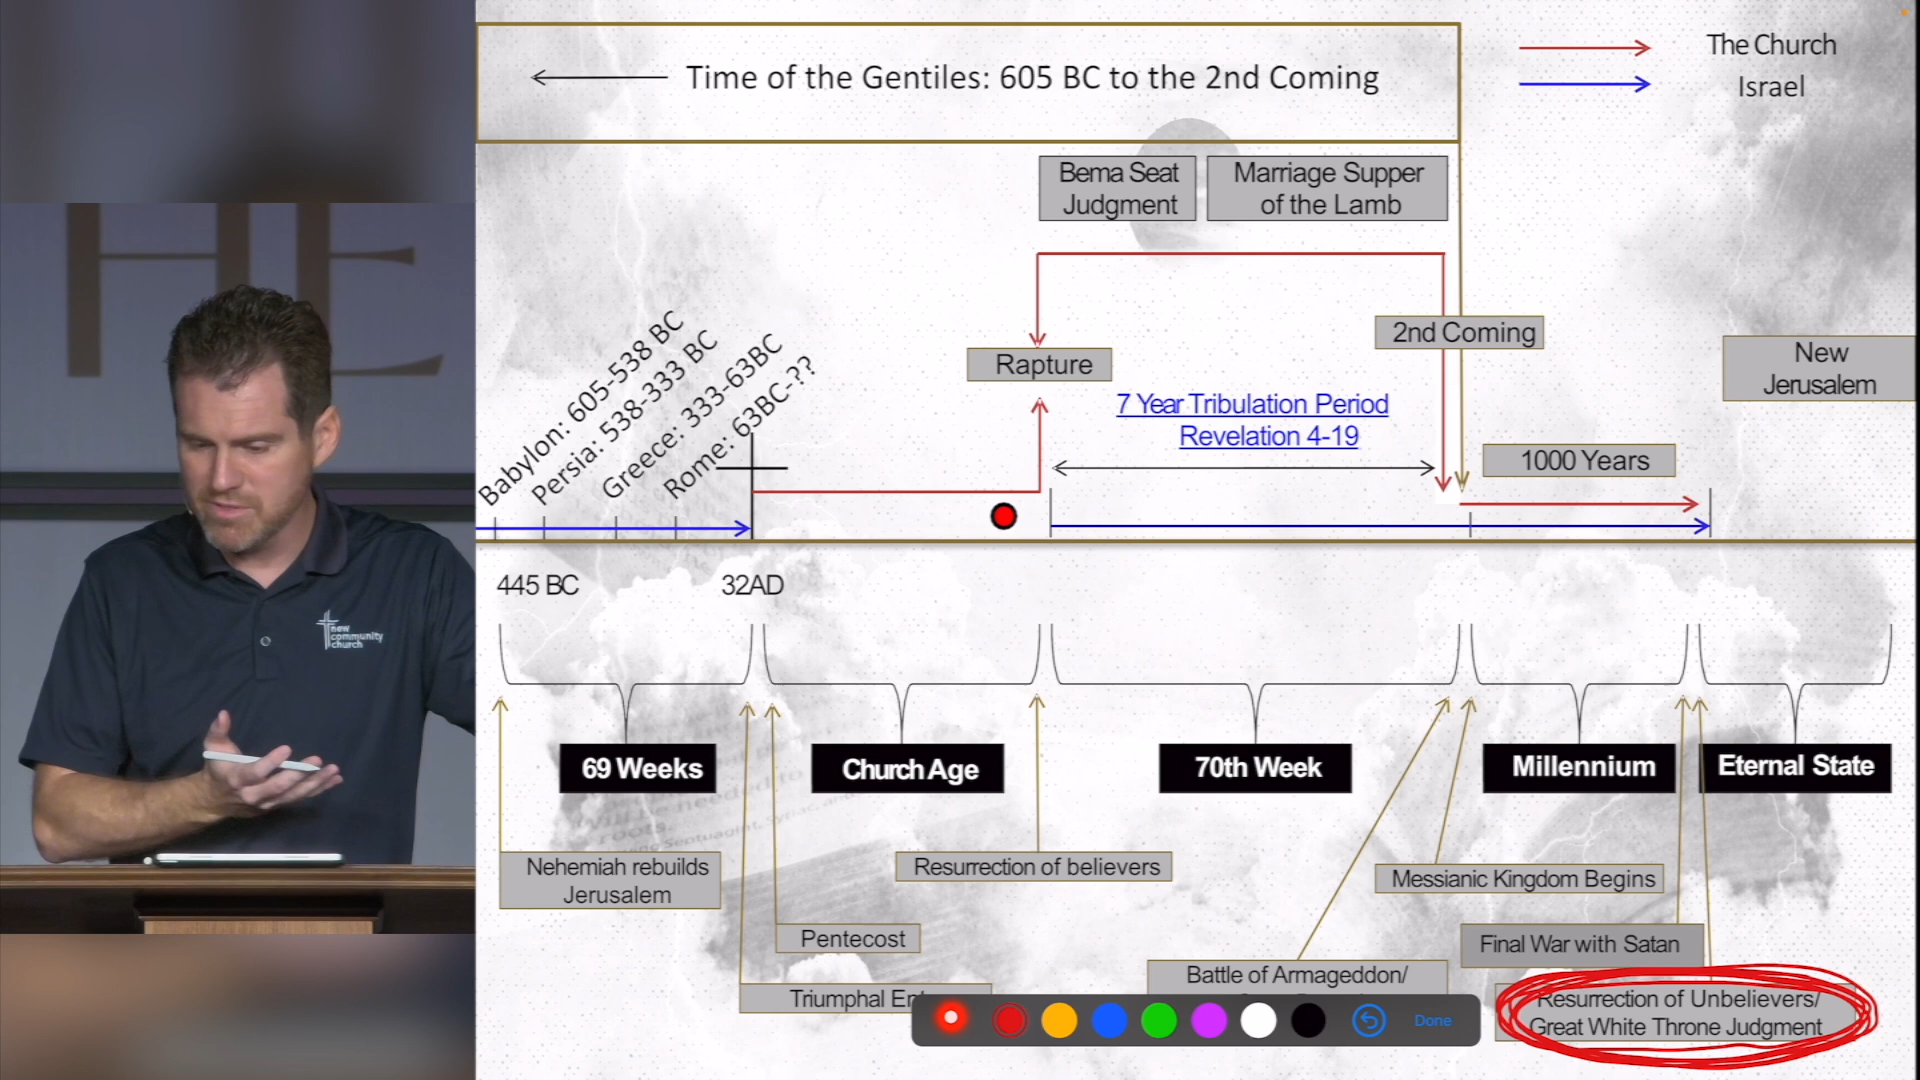 HE
new
community
church
Time of the Gentiles: 605 BC to the 2nd Coming
The Church
Israel
Bema Seat
Judgment
Marriage Supper
of the Lamb
Babylon: 605-538 BC
Persia: 538-333 BC
Greece: 333-63BC
Rome: 63BC-??
Rapture
2nd Coming
New
Jerusalem
7 Year Tribulation Period
Revelation 4-19
1000 Years
445 BC
32AD
69 Weeks
Church Age
70th Week
Millennium
Eternal State
Nehemiah rebuilds
Jerusalem
Resurrection of believers
Messianic Kingdom Begins
Pentecost
Final War with Satan
Battle of Armageddon/
Triumphal
Resurrection of Unbelievers/
Great White Throne Judgment
Done